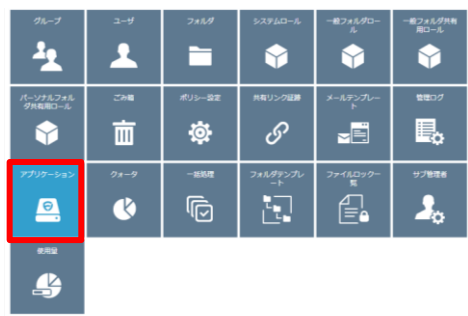 グループ
ユーザ
フォルダ
システムロール
一般フォルダロー
ル
一般フォルダ共有
用ロール
パーソナルフォル
ダ共有用ロール
ごみ箱
ポリシー設定
共有リンク証跡
メールテンプレー
ト
管理ログ
アプリケーション
クォータ
一括処理
フォルダテンプレ
ート
ファイルロック一
覧
サブ管理者
使用量